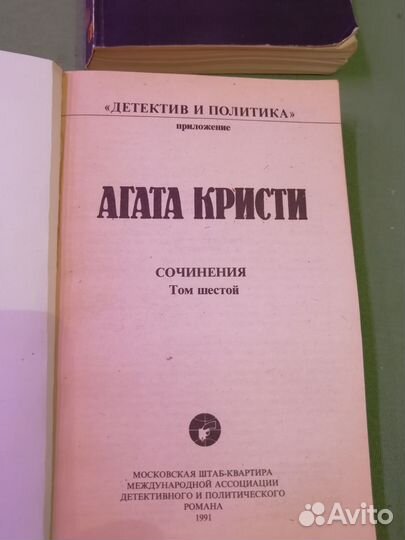 «ДЕТЕКТИВ И ПОЛИТИКА»
приложение
АГАТА КРИСТИ
СОЧИНЕНИЯ
Том шестой
МОСКОВСКАЯ ШТАБ-КВАРТИРА
МЕЖДУНАРОДНОЙ АССОЦИАЦИИ
ДЕТЕКТИВНОГО И ПОЛИТИЧЕСКОГО
РОМАНА
1991
Avito